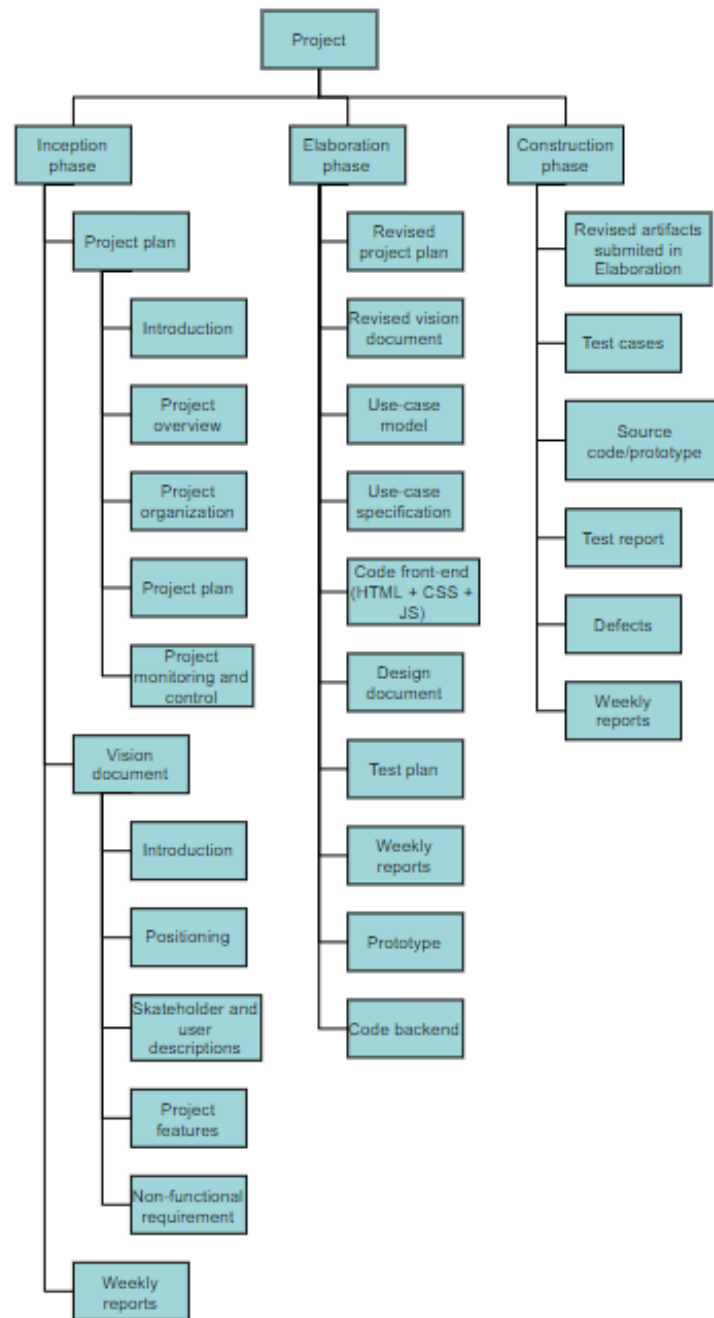 Project
Inception
phase
Elaboration
phase
Construction
phase
Project plan
Introduction
Project
overview
Project
organization
Project plan
Project
monitoring and
control
Vision
document
Introduction
Positioning
Skateholder and
user
descriptions
Project
features
Non-functional
requirement
Weekly
reports
Revised
project plan
Revised vision
document
Use-case
model
Use-case
specification
Code front-end
(HTML + CSS +
JS)
Design
document
Test plan
Weekly
reports
Prototype
Code backend
Revised artifacts
submited in
Elaboration
Test cases
Source
code/prototype
Test report
Defects
Weekly
reports